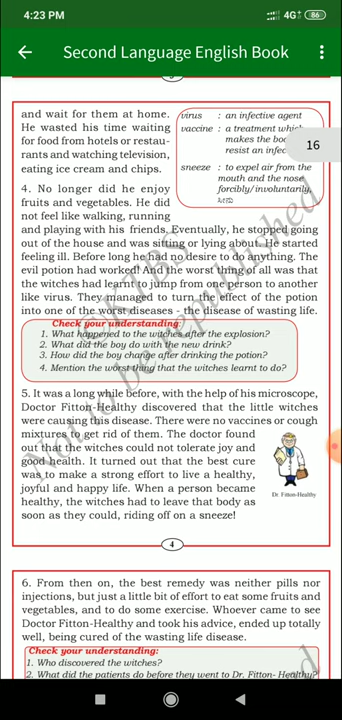 4:23 PM
4G+
86
Second Language English Book
3
and wait for them at home.
He wasted his time waiting
for food from hotels or restau-
rants and watching television,
eating ice cream and chips.
virus : an infective agent
vaccine : a treatment which
makes the bod
resist an infec
sneeze : to expel air from the
mouth and the nose
forcibly/involuntarily,
ಸೀನು
16
4. No longer did he enjoy
fruits and vegetables. He did
not feel like walking, running
and playing with his friends. Eventually, he stopped going
out of the house and was sitting or lying about. He started
feeling ill. Before long he had no desire to do anything. The
evil potion had worked! And the worst thing of all was that
the witches had learnt to jump from one person to another
like virus. They managed to turn the effect of the potion
into one of the worst diseases - the disease of wasting life.
Check your understanding:
1. What happened to the witches after the explosion?
2. What did the boy do with the new drink?
3. How did the boy change after drinking the potion?
4. Mention the worst thing that the witches learnt to do?
5. It was a long while before, with the help of his microscope,
Doctor Fitton-Healthy discovered that the little witches
were causing this disease. There were no vaccines or cough
mixtures to get rid of them. The doctor found
out that the witches could not tolerate joy and
good health. It turned out that the best cure
was to make a strong effort to live a healthy,
joyful and happy life. When a person became
healthy, the witches had to leave that body as
soon as they could, riding off on a sneeze!
Dr. Fitton-Healthy
4
6. From then on, the best remedy was neither pills nor
injections, but just a little bit of effort to eat some fruits and
vegetables, and to do some exercise. Whoever came to see
Doctor Fitton-Healthy and took his advice, ended up totally
well, being cured of the wasting life disease.
Check your understanding:
1. Who discovered the witches?
2. What did the patients do before they went to Dr. Fitton- Healthy?
©KTBS
Not to be republished